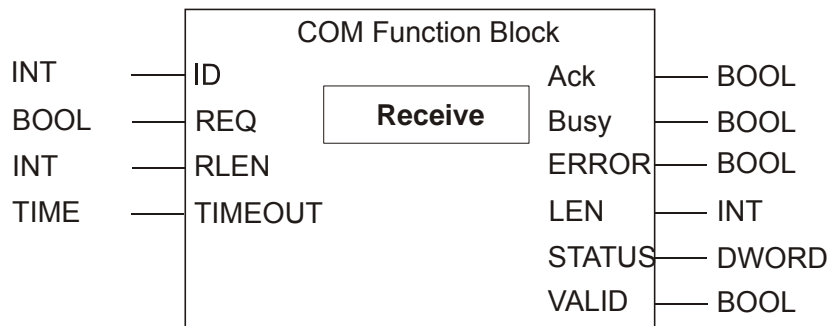 COM Function Block
INT ID Ack BOOL
BOOL REQ Receive Busy BOOL
INT RLEN ERROR BOOL
TIME TIMEOUT LEN INT
STATUS DWORD
VALID BOOL